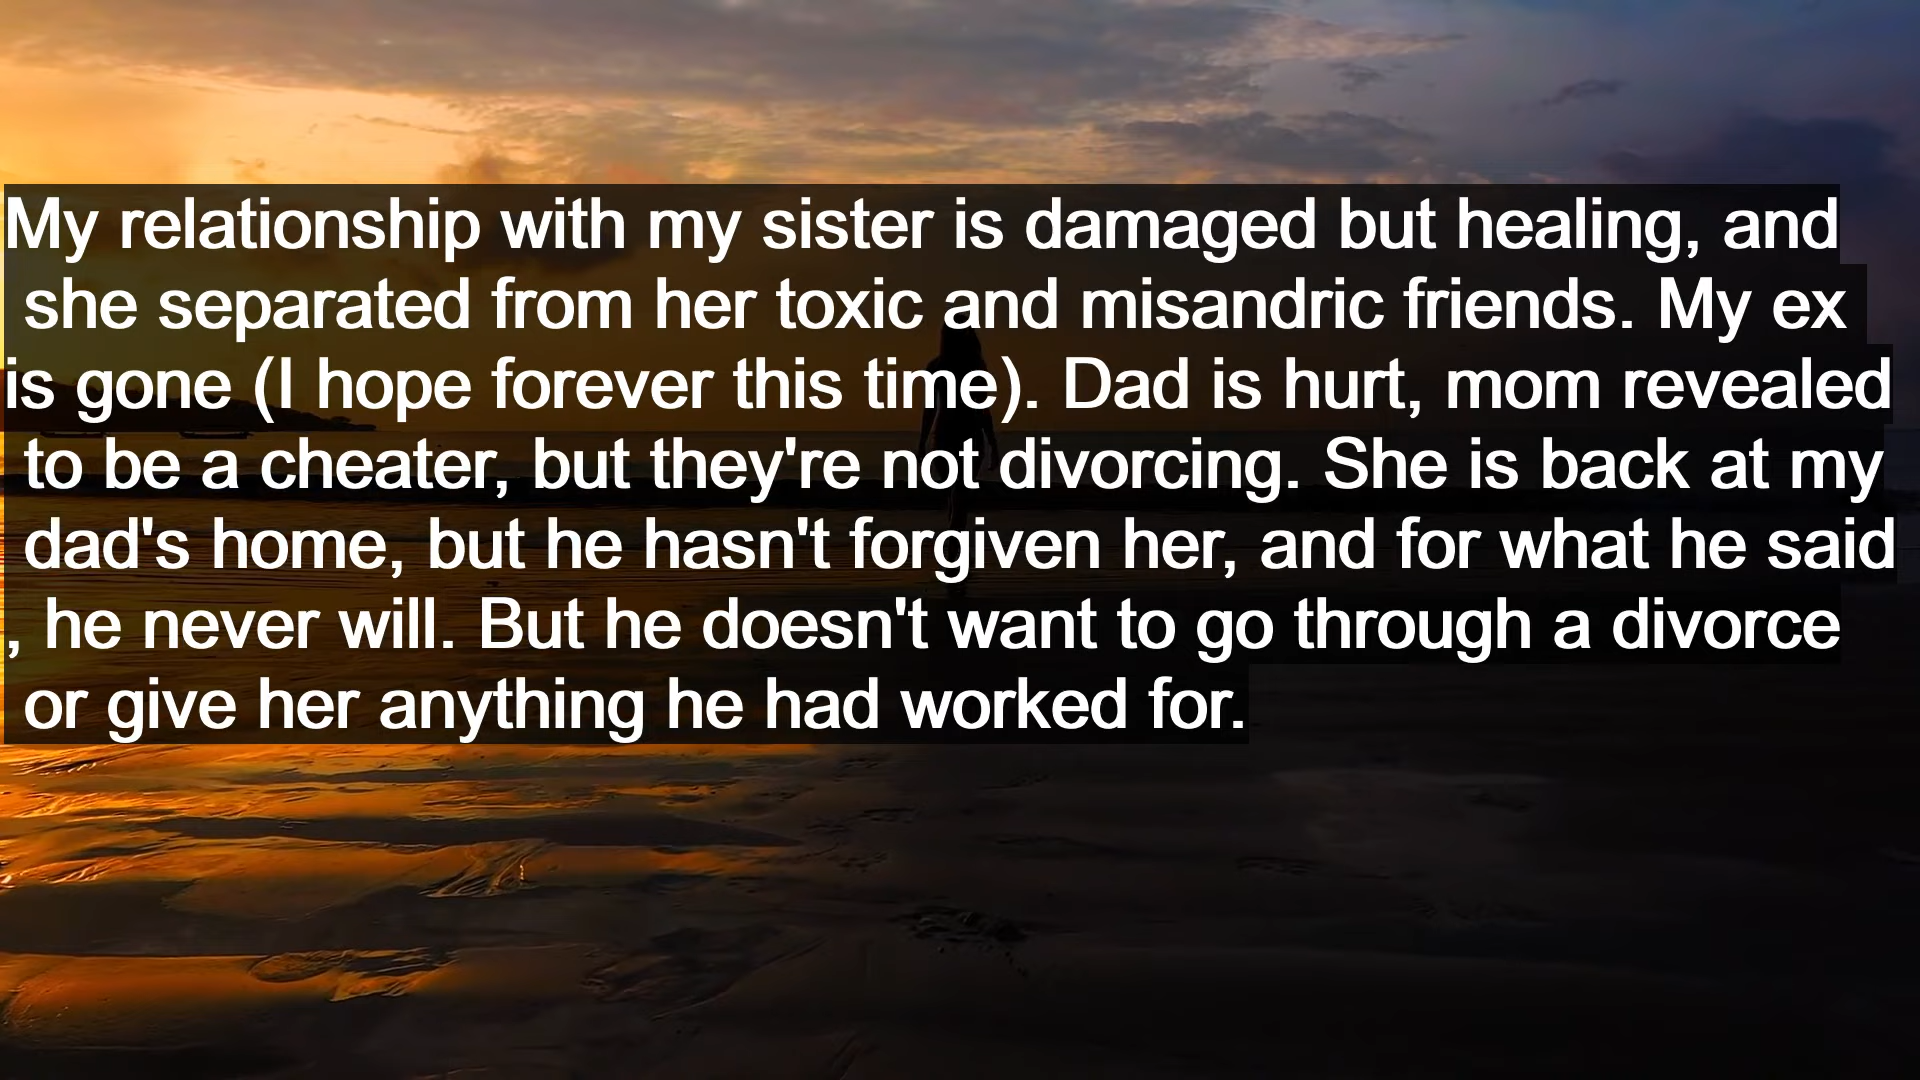 My relationship with my sister is damaged but healing, and
she separated from her toxic and misandric friends. My ex
is gone (I hope forever this time). Dad is hurt, mom revealed
to be a cheater, but they're not divorcing. She is back at my
dad's home, but he hasn't forgiven her, and for what he said
, he never will. But he doesn't want to go through a divorce
or give her anything he had worked for.